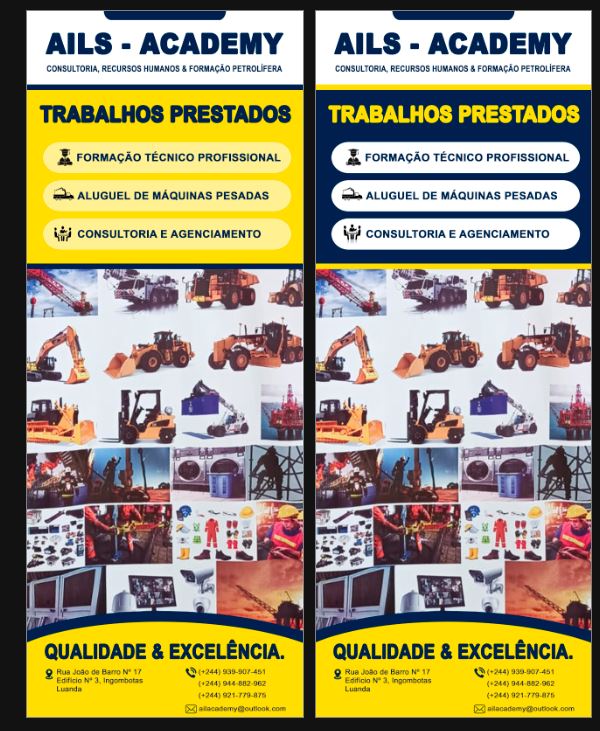 AILS - ACADEMY
CONSULTORIA, RECURSOS HUMANOS & FORMAÇÃO PETROLÍFERA
TRABALHOS PRESTADOS
FORMAÇÃO TÉCNICO PROFISSIONAL
ALUGUEL DE MÁQUINAS PESADAS
CONSULTORIA E AGENCIAMENTO
QUALIDADE & EXCELÊNCIA.
Rua João de Barro Nº 17
Edifício Nº 3, Ingombotas
Luanda
(+244) 939-907-451
(+244) 944-882-962
(+244) 921-779-875
ailacademy@outlook.com
AILS - ACADEMY
CONSULTORIA, RECURSOS HUMANOS & FORMAÇÃO PETROLÍFERA
TRABALHOS PRESTADOS
FORMAÇÃO TÉCNICO PROFISSIONAL
ALUGUEL DE MÁQUINAS PESADAS
CONSULTORIA E AGENCIAMENTO
QUALIDADE & EXCELÊNCIA.
Rua João de Barro Nº 17
Edifício Nº 3, Ingombotas
Luanda
(+244) 939-907-451
(+244) 944-882-962
(+244) 921-779-875
ailacademy@outlook.com